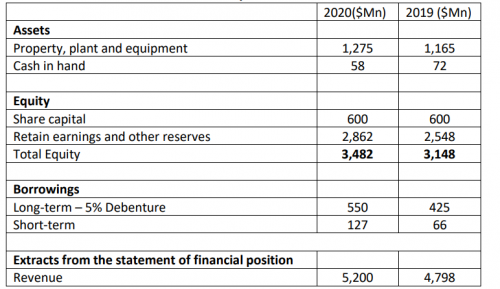 2020($Mn) 2019 ($Mn)
Assets
Property, plant and equipment 1,275 1,165
Cash in hand 58 72
Equity
Share capital 600 600
Retain earnings and other reserves 2,862 2,548
Total Equity 3,482 3,148
Borrowings
Long-term – 5% Debenture 550 425
Short-term 127 66
Extracts from the statement of financial position
Revenue 5,200 4,798